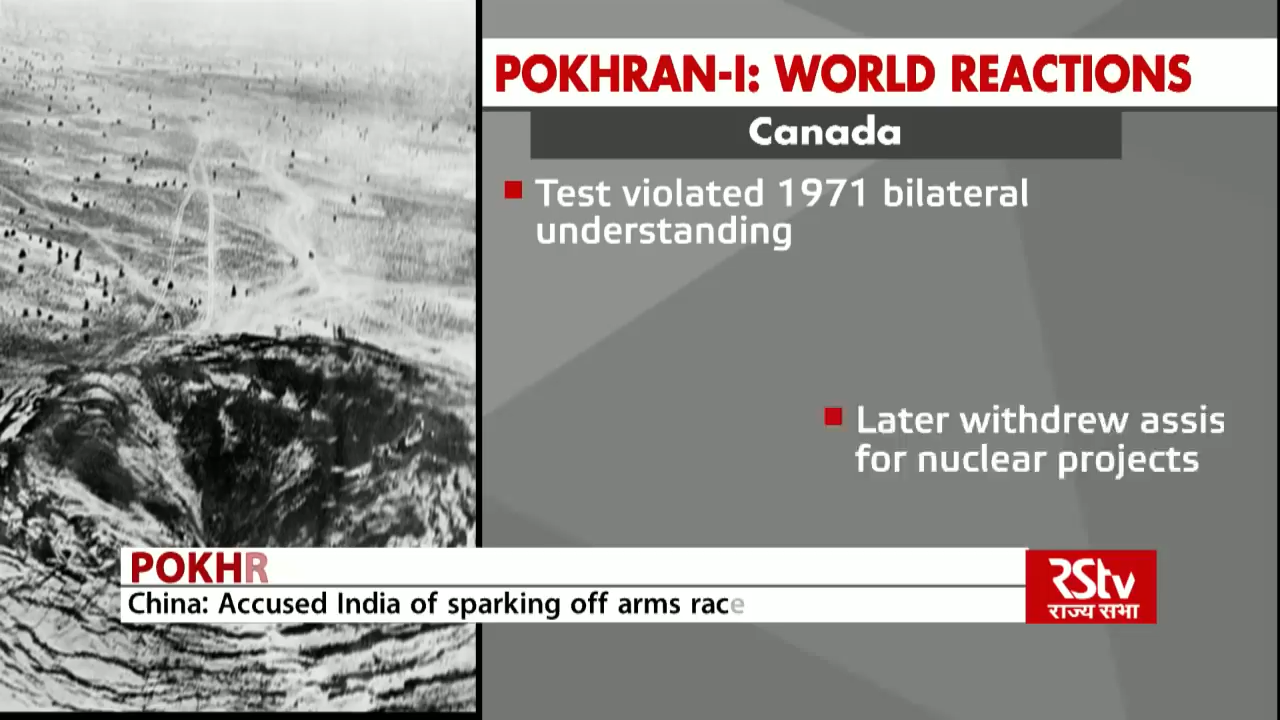 POKHRAN-I: WORLD REACTIONS
Canada
Test violated 1971 bilateral
understanding
Later withdrew assis
for nuclear projects
POKHR
China: Accused India of sparking off arms race
RStv
राज्य सभा